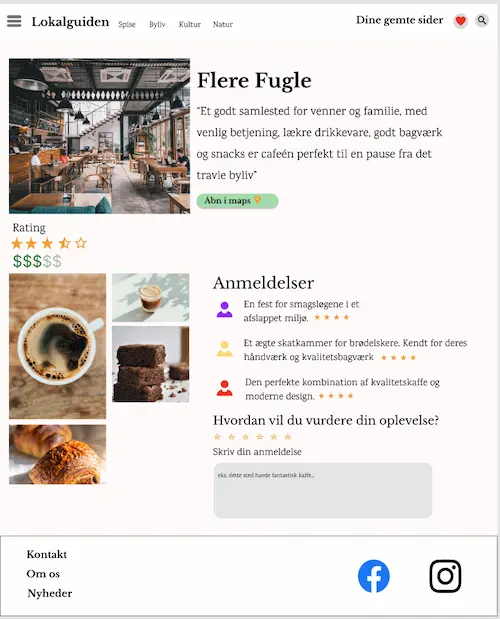 Lokalguiden Spise Byliv Kultur Natur Dine gemte sider
Flere Fugle
"Et godt samlested for venner og familie, med
venlig betjening, lækre drikkevare, godt bagværk
og snacks er cafeén perfekt til en pause fra det
travle byliv"
Åbn i maps
Rating
$$$$$
Anmeldelser
En fest for smagsløgene i et
afslappet miljø.
Et ægte skatkammer for brødelskere. Kendt for deres
håndværk og kvalitetsbagværk
Den perfekte kombination af kvalitetskaffe og
moderne design.
Hvordan vil du vurdere din oplevelse?
Skriv din anmeldelse
eks. dette sted havde fantastisk kaffe..
Kontakt
Om os
Nyheder